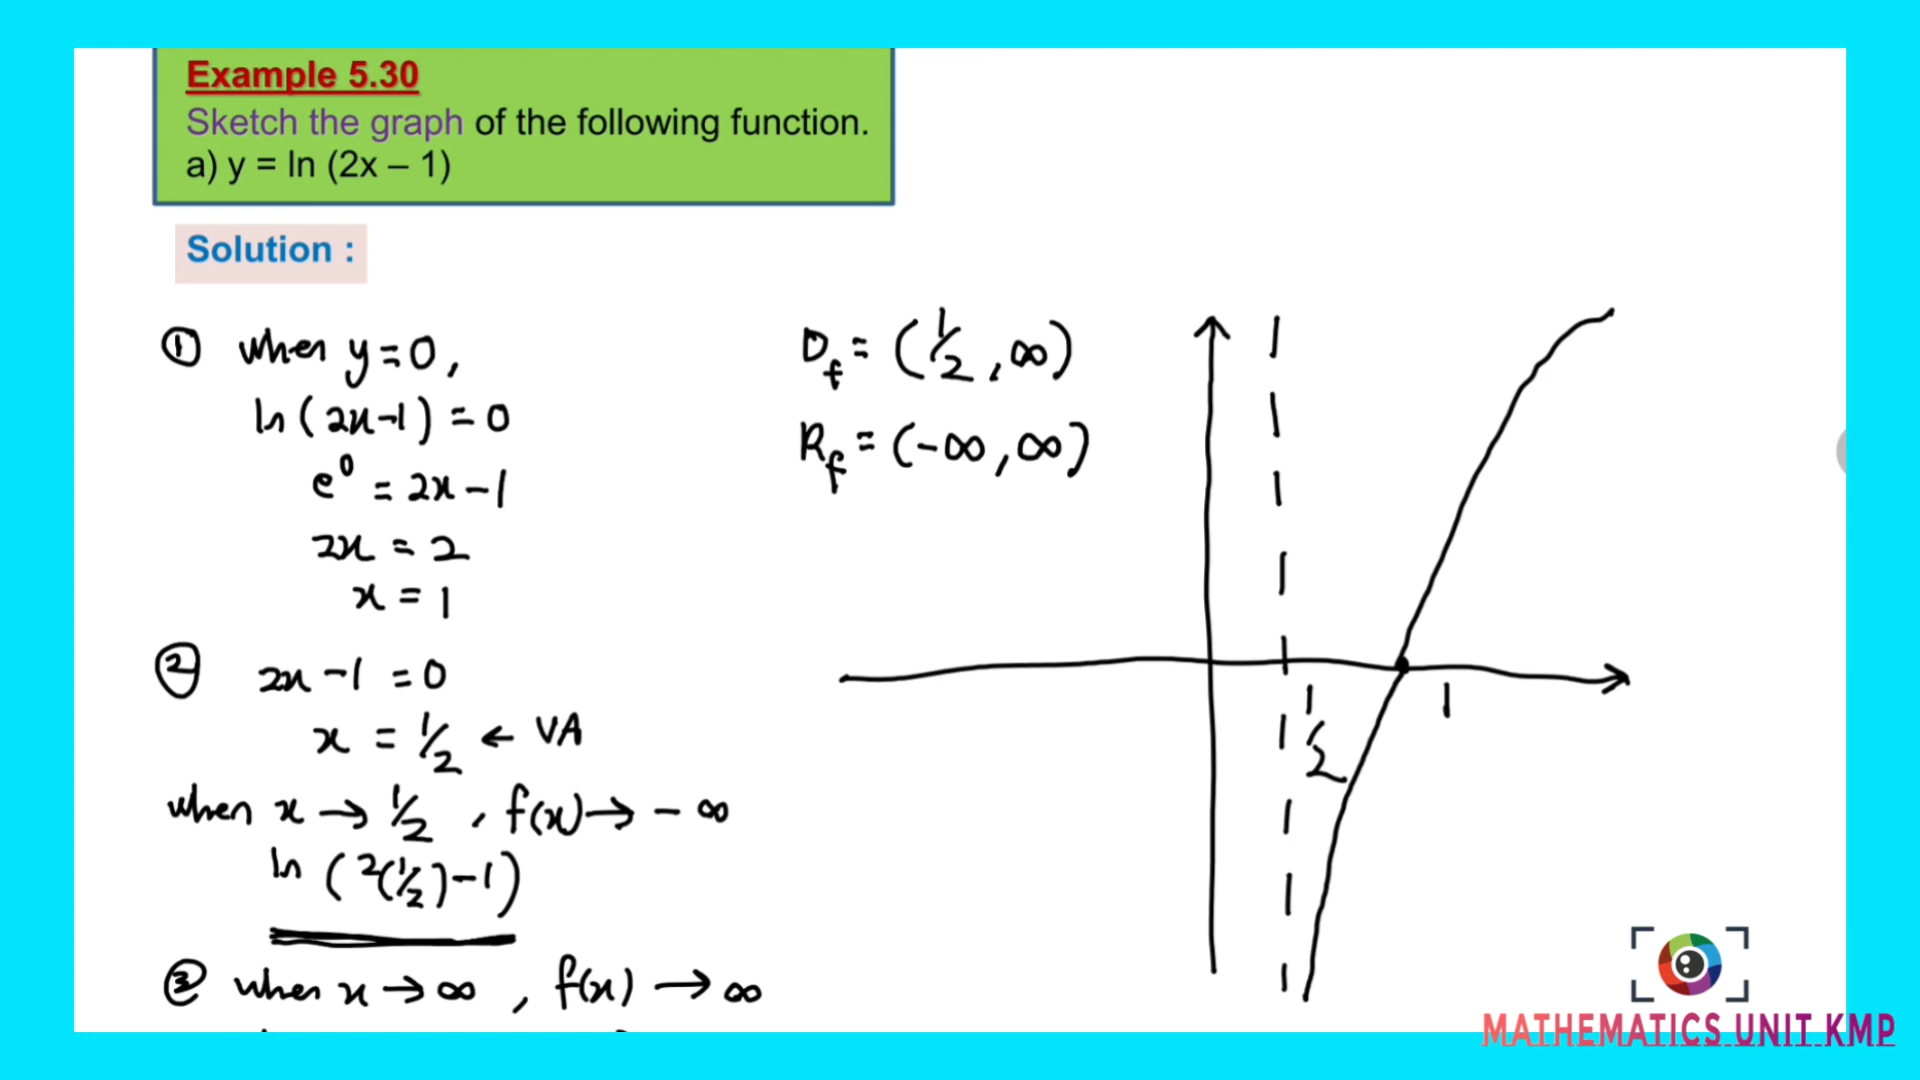 Example 5.30
Sketch the graph of the following function.
a) y = ln (2x – 1)
Solution :
① when y=0,
ln(2x-1) = 0
e⁰ = 2x-1
2x = 2
x = 1
② 2x -1 = 0
x = 1/2 ← VA
when x → 1/2 , f(x) → - ∞
ln (2(1/2)-1)
③ when x → ∞ , f(x) → ∞
D_f = (1/2, ∞)
R_f = (-∞, ∞)
1/2
1
MATHEMATICS UNIT KMP